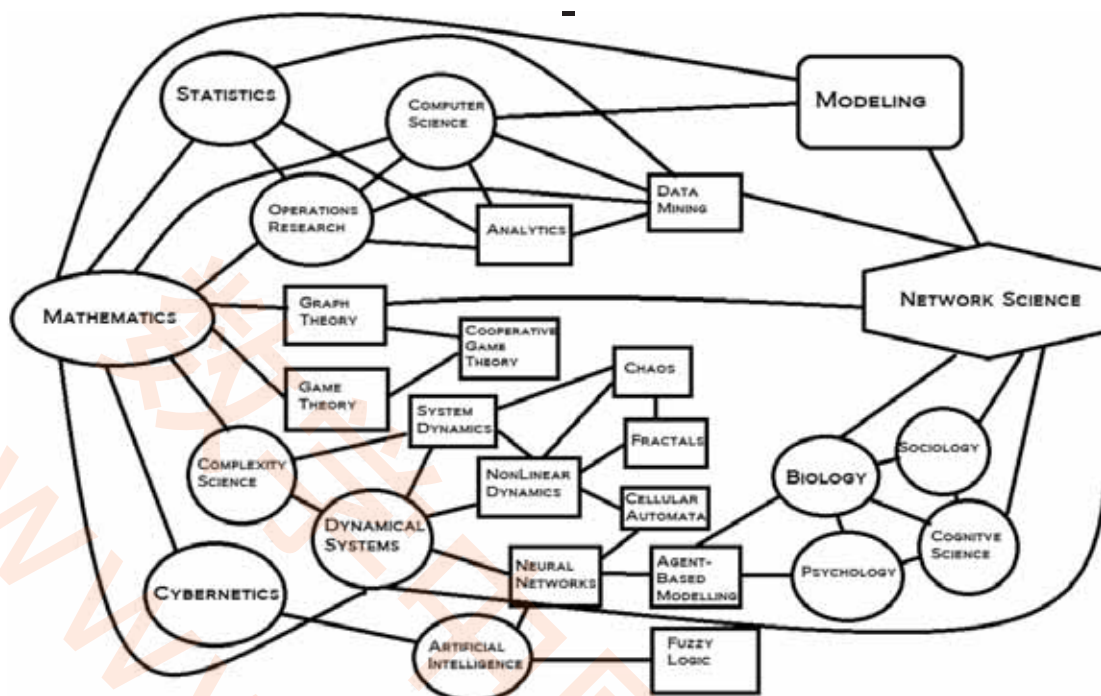 STATISTICS
COMPUTER
SCIENCE
MODELING
OPERATIONS
RESEARCH
ANALYTICS
DATA
MINING
MATHEMATICS
GRAPH
THEORY
NETWORK SCIENCE
COOPERATIVE
GAME
THEORY
GAME
THEORY
CHAOS
SYSTEM
DYNAMICS
FRACTALS
COMPLEXITY
SCIENCE
NONLINEAR
DYNAMICS
CELLULAR
AUTOMATA
BIOLOGY
SOCIOLOGY
DYNAMICAL
SYSTEMS
COGNITVE
SCIENCE
CYBERNETICS
NEURAL
NETWORKS
AGENT-
BASED
MODELLING
PSYCHOLOGY
ARTIFICIAL
INTELLIGENCE
FUZZY
LOGIC